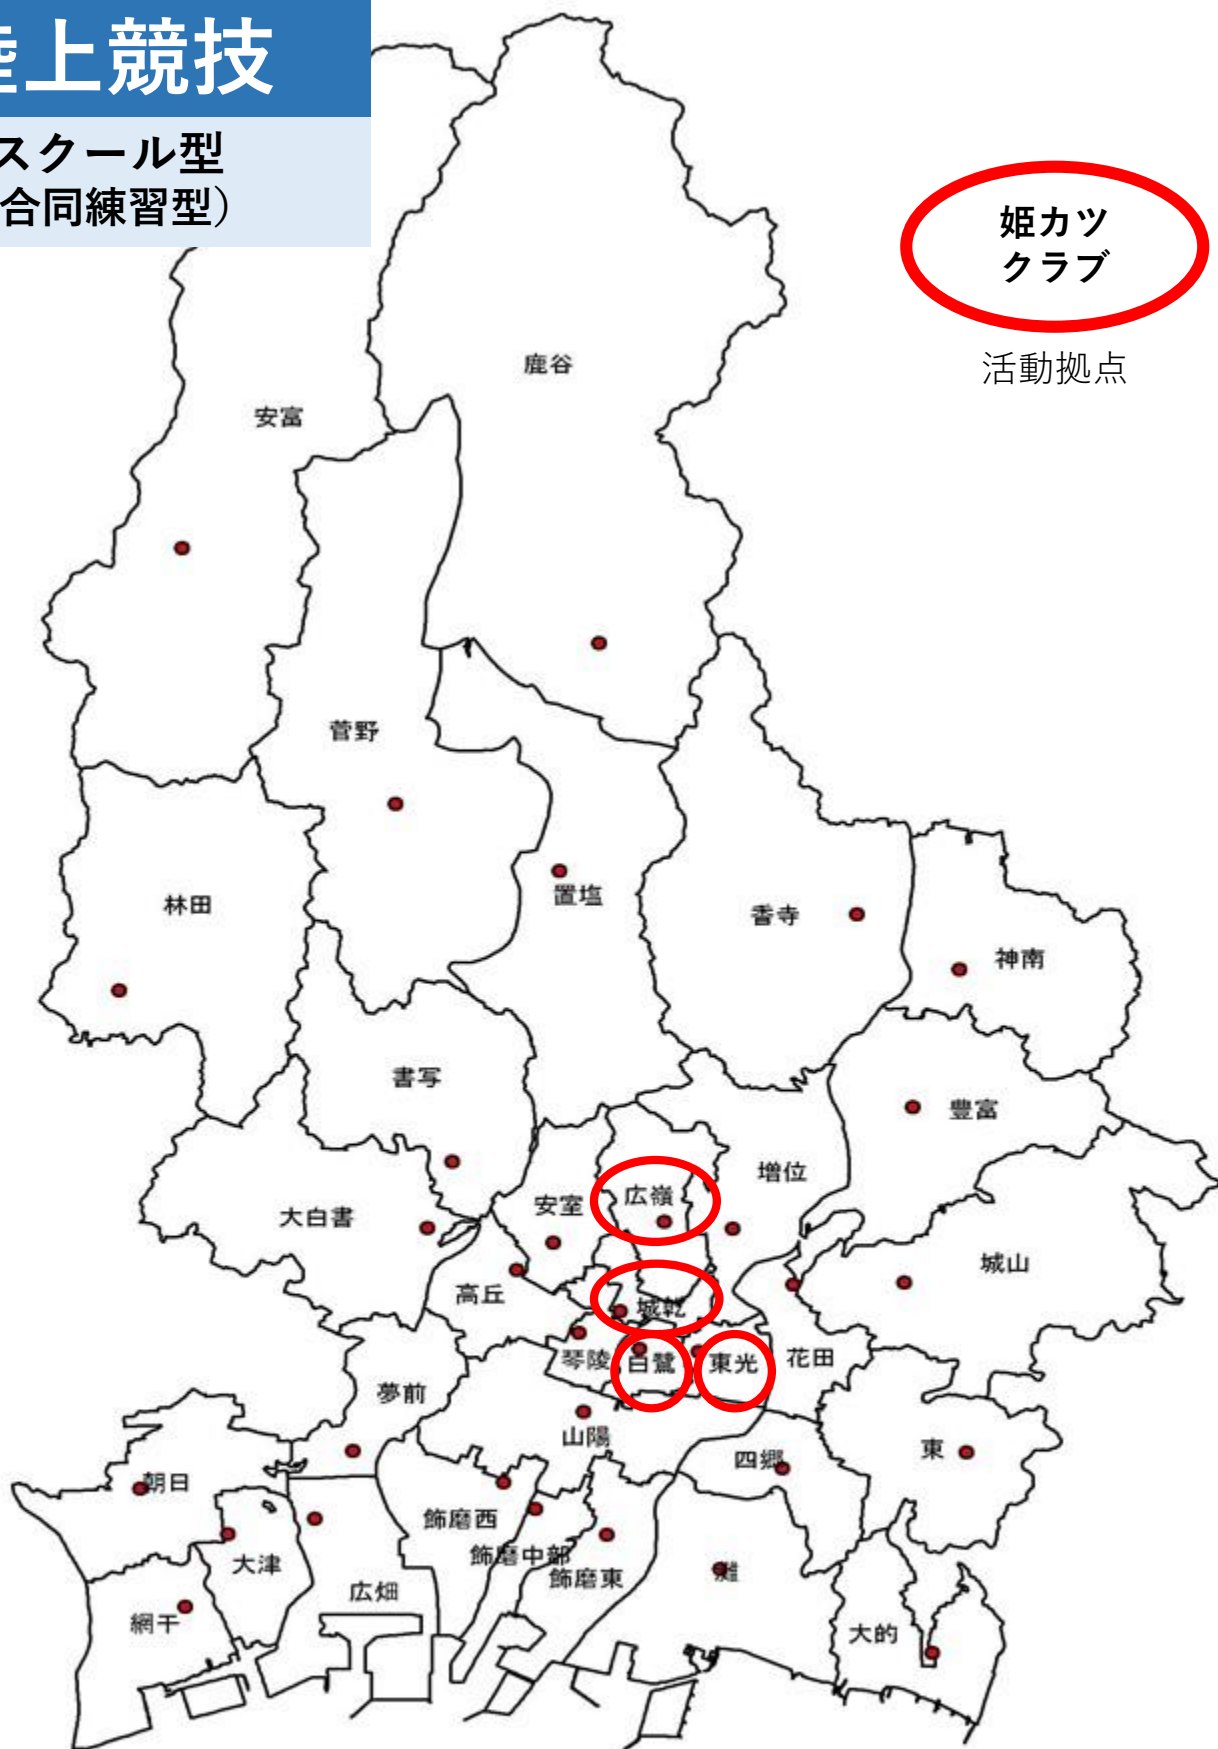 陸上競技
スクール型
合同練習型）
姫カツ
クラブ
活動拠点
鹿谷
安富
菅野
置塩
林田
香寺
神南
書写
豊富
増位
広嶺
安室
大白書
城山
高丘
城乾
琴陵
白鷺
東光
花田
夢前
山陽
四郷
東
朝日
飾磨西
飾磨中部
飾磨東
大津
灘
広畑
網干
大的